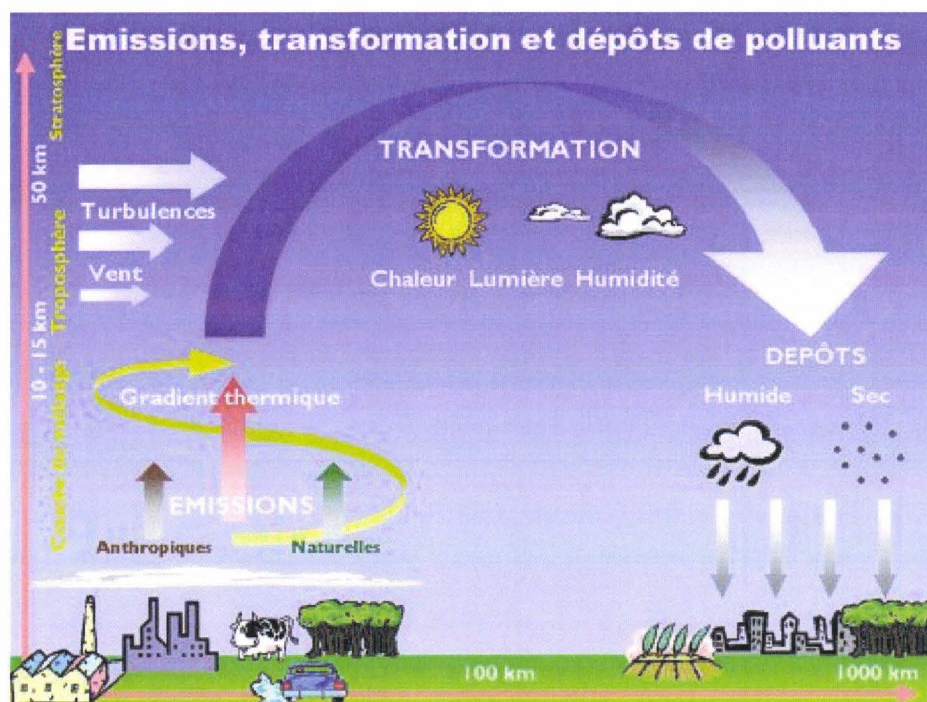 Emissions, transformation et dépôts de polluants
Stratosphère
50 km
Troposphère
10 - 15 km
Couche de mélange
Turbulences
Vent
TRANSFORMATION
Chaleur Lumière Humidité
Gradient thermique
EMISSIONS
Anthropiques
Naturelles
DEPÔTS
Humide
Sec
100 km
1000 km